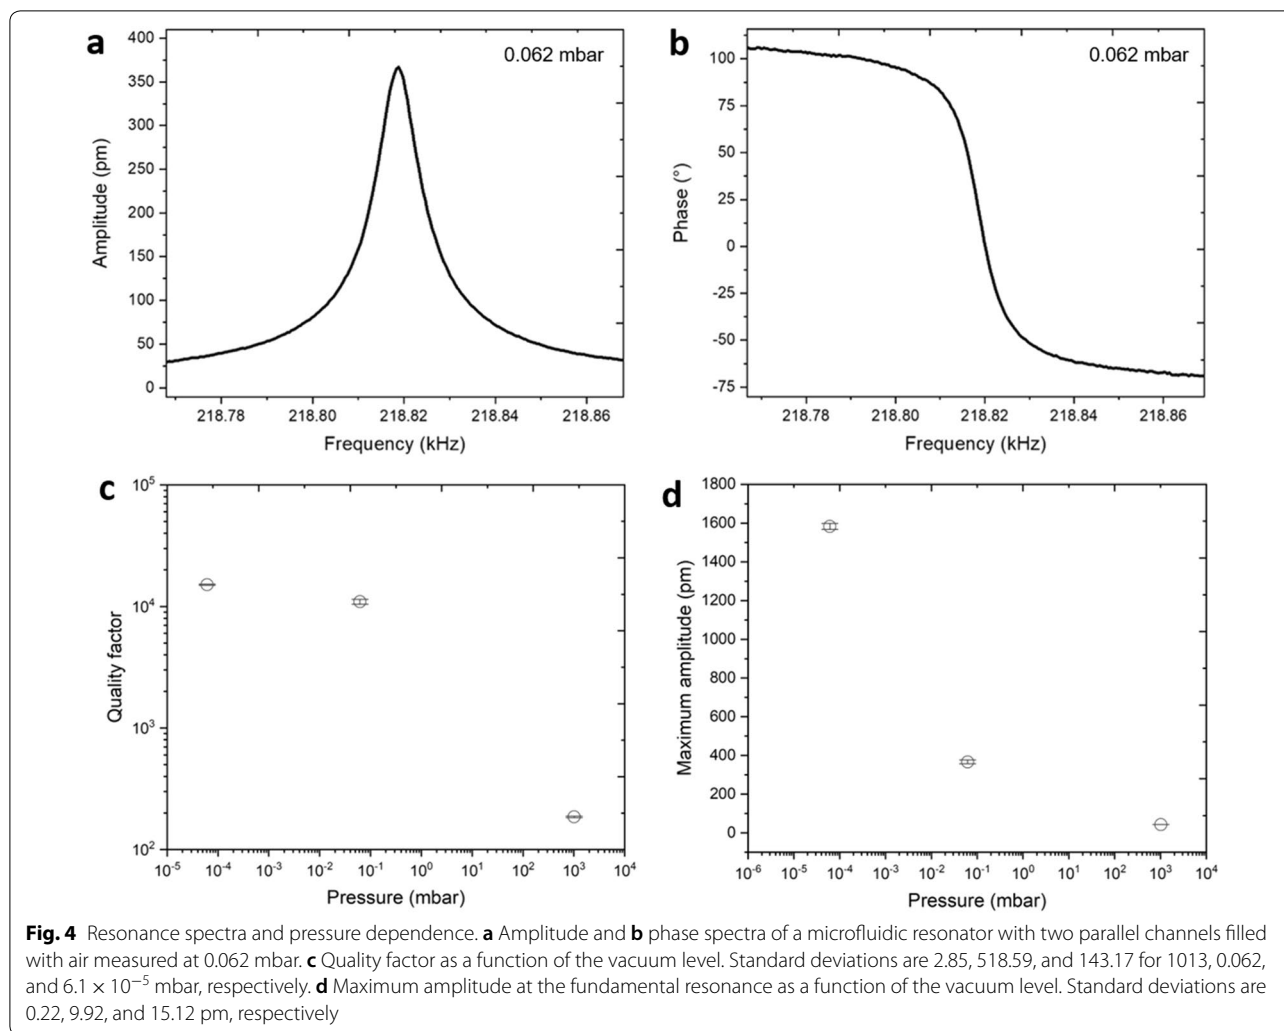 a
0.062 mbar
400
350
300
250
200
150
100
50
0
Amplitude (pm)
218.78 218.80 218.82 218.84 218.86
Frequency (kHz)
b
0.062 mbar
100
75
50
25
0
-25
-50
-75
Phase (°)
218.78 218.80 218.82 218.84 218.86
Frequency (kHz)
c
10⁵
10⁴
10³
10²
Quality factor
10⁻⁵ 10⁻⁴ 10⁻³ 10⁻² 10⁻¹ 10⁰ 10¹ 10² 10³ 10⁴
Pressure (mbar)
d
1800
1600
1400
1200
1000
800
600
400
200
0
Maximum amplitude (pm)
10⁻⁶ 10⁻⁵ 10⁻⁴ 10⁻³ 10⁻² 10⁻¹ 10⁰ 10¹ 10² 10³ 10⁴
Pressure (mbar)
Fig. 4 Resonance spectra and pressure dependence. a Amplitude and b phase spectra of a microfluidic resonator with two parallel channels filled
with air measured at 0.062 mbar. c Quality factor as a function of the vacuum level. Standard deviations are 2.85, 518.59, and 143.17 for 1013, 0.062,
and 6.1 × 10⁻⁵ mbar, respectively. d Maximum amplitude at the fundamental resonance as a function of the vacuum level. Standard deviations are
0.22, 9.92, and 15.12 pm, respectively